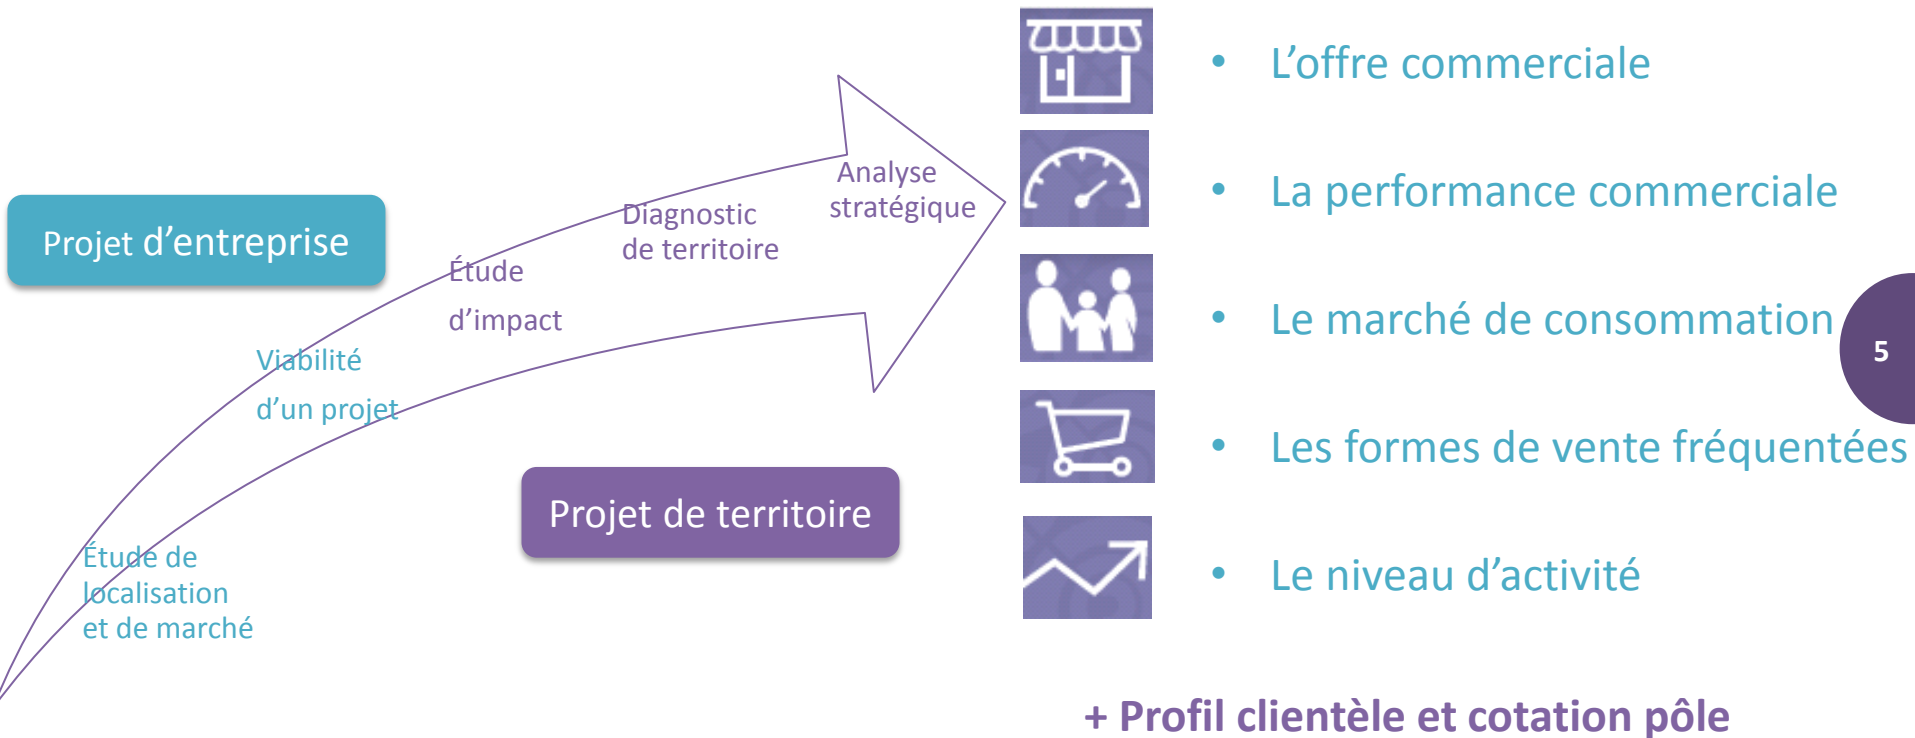 Projet d'entreprise
Étude de
localisation
et de marché
Viabilité
d'un projet
Étude
d'impact
Diagnostic
de territoire
Analyse
stratégique
Projet de territoire
• L'offre commerciale
• La performance commerciale
• Le marché de consommation
• Les formes de vente fréquentées
• Le niveau d'activité
+ Profil clientèle et cotation pôle
5